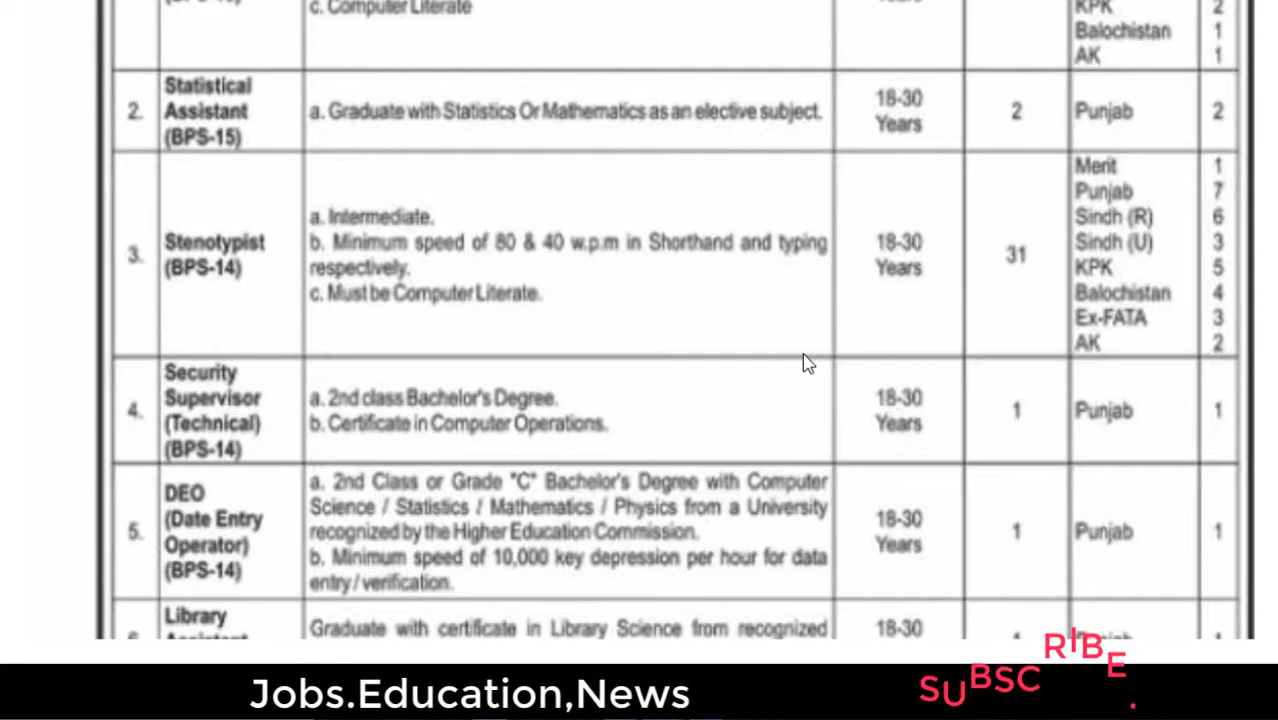 c. Computer Literate
KPK 2
Balochistan 1
AK 1
2. Statistical Assistant (BPS-15)
a. Graduate with Statistics Or Mathematics as an elective subject.
18-30 Years
2
Punjab 2
3. Stenotypist (BPS-14)
a. Intermediate.
b. Minimum speed of 80 & 40 w.p.m in Shorthand and typing
respectively.
c. Must be Computer Literate.
18-30 Years
31
Merit 1
Punjab 7
Sindh (R) 6
Sindh (U) 3
KPK 5
Balochistan 4
Ex-FATA 3
AK 2
4. Security Supervisor (Technical) (BPS-14)
a. 2nd class Bachelor's Degree.
b. Certificate in Computer Operations.
18-30 Years
1
Punjab 1
5. DEO (Date Entry Operator) (BPS-14)
a. 2nd Class or Grade "C" Bachelor's Degree with Computer
Science / Statistics / Mathematics / Physics from a University
recognized by the Higher Education Commission.
b. Minimum speed of 10,000 key depression per hour for data
entry / verification.
18-30 Years
1
Punjab 1
Library
Graduate with certificate in Library Science from recognized
18-30
Jobs.Education,News
SUBSCRIBE.